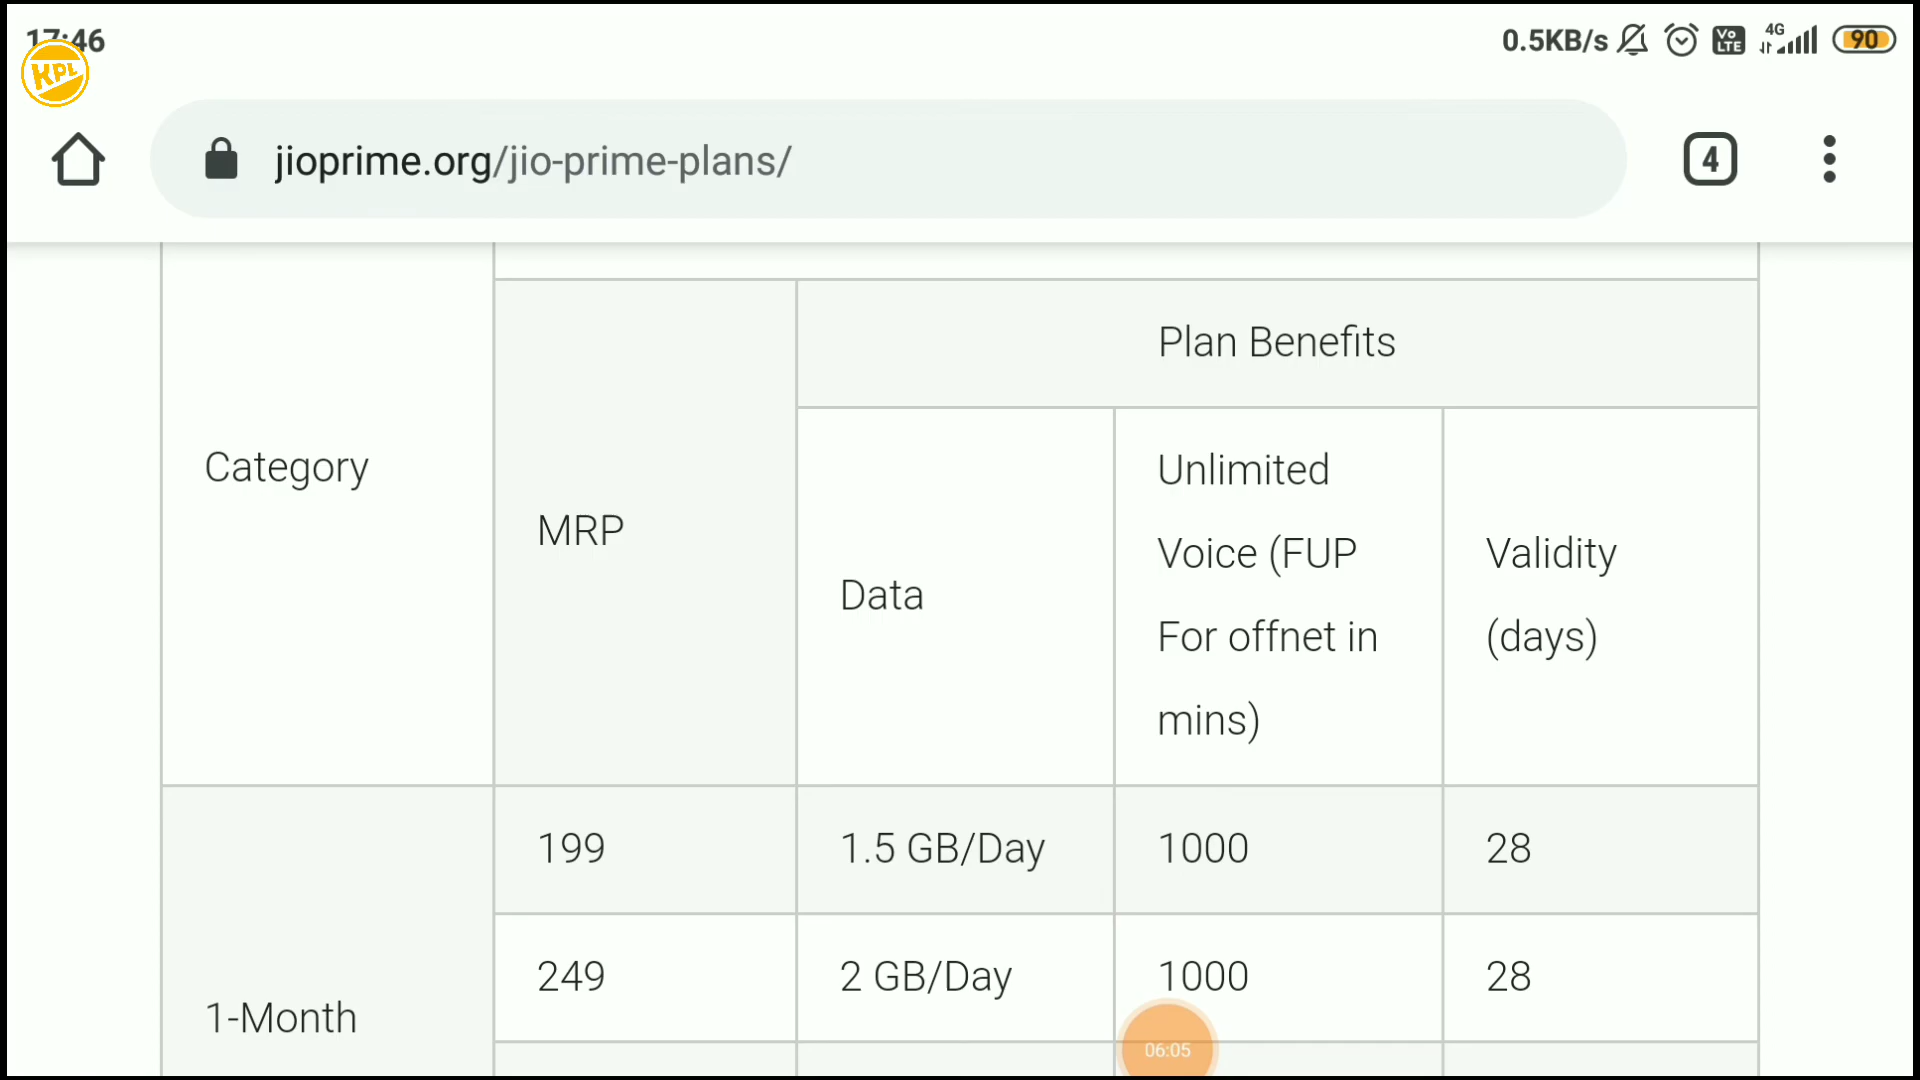 17:46
0.5KB/s Vo LTE 4G 90
KPL
jioprime.org/jio-prime-plans/ 4
Plan Benefits
Category
MRP
Data
Unlimited
Voice (FUP
For offnet in
mins)
Validity
(days)
199 1.5 GB/Day 1000 28
249 2 GB/Day 1000 28
1-Month
06:05